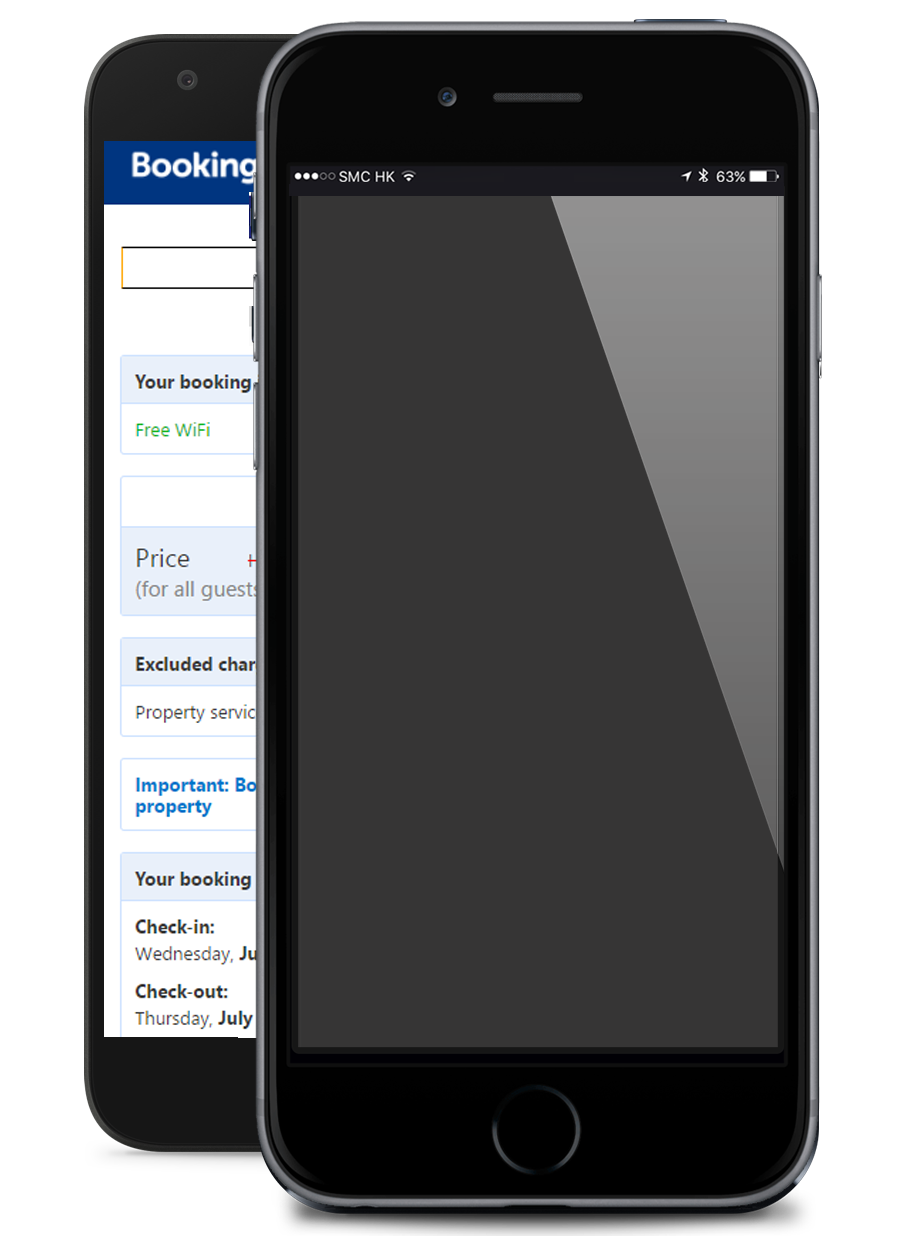 Booking
SMC HK
63%
Your booking
Free WiFi
Price
(for all guests
Excluded char
Property servic
Important: Bo
property
Your booking
Check-in:
Wednesday, Ju
Check-out:
Thursday, July